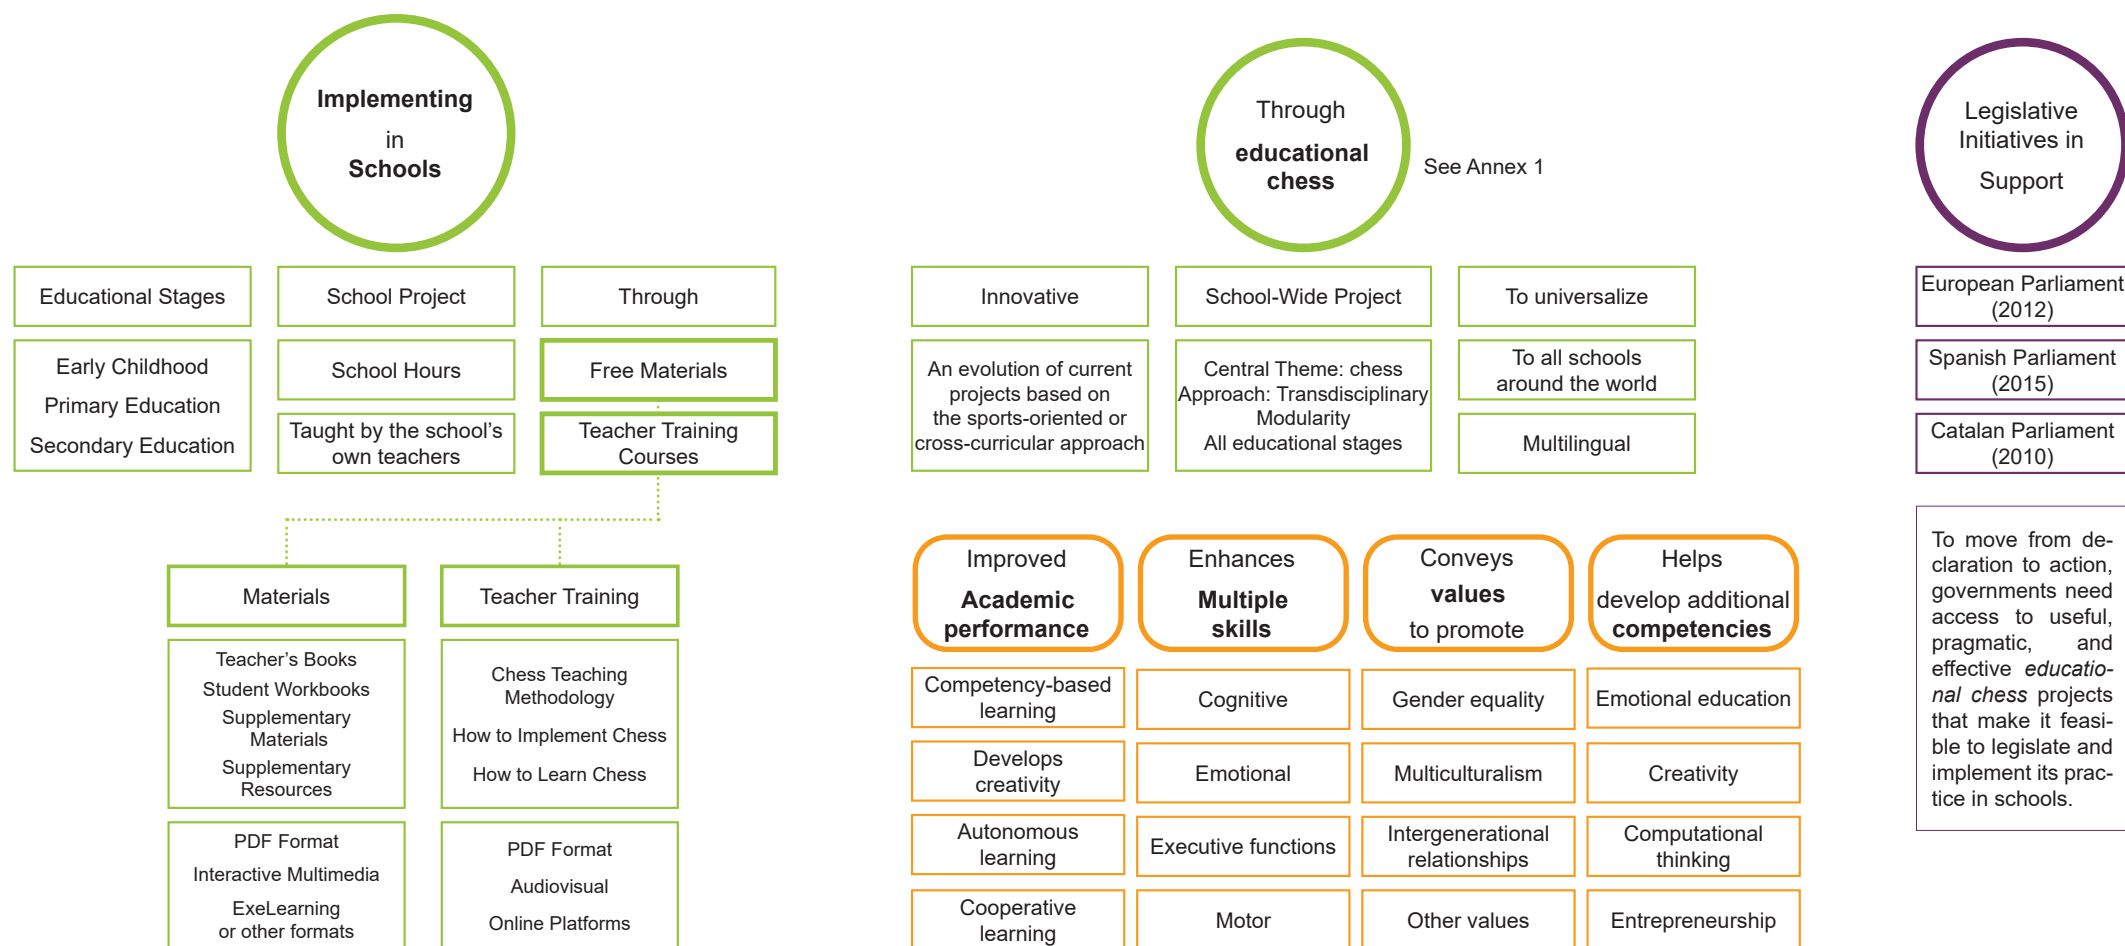 Implementing
in
Schools
Educational Stages
Early Childhood
Primary Education
Secondary Education
School Project
School Hours
Taught by the school’s
own teachers
Through
Free Materials
Teacher Training
Courses
Materials
Teacher’s Books
Student Workbooks
Supplementary
Materials
Supplementary
Resources
PDF Format
Interactive Multimedia
ExeLearning
or other formats
Teacher Training
Chess Teaching
Methodology
How to Implement Chess
How to Learn Chess
PDF Format
Audiovisual
Online Platforms
Through
educational
chess
See Annex 1
Innovative
An evolution of current
projects based on
the sports-oriented or
cross-curricular approach
School-Wide Project
Central Theme: chess
Approach: Transdisciplinary
Modularity
All educational stages
To universalize
To all schools
around the world
Multilingual
Improved
Academic
performance
Competency-based
learning
Develops
creativity
Autonomous
learning
Cooperative
learning
Enhances
Multiple
skills
Cognitive
Emotional
Executive functions
Motor
Conveys
values
to promote
Gender equality
Multiculturalism
Intergenerational
relationships
Other values
Helps
develop additional
competencies
Emotional education
Creativity
Computational
thinking
Entrepreneurship
Legislative
Initiatives in
Support
European Parliament
(2012)
Spanish Parliament
(2015)
Catalan Parliament
(2010)
To move from de-
claration to action,
governments need
access to useful,
pragmatic, and
effective educatio-
nal chess projects
that make it feasi-
ble to legislate and
implement its prac-
tice in schools.